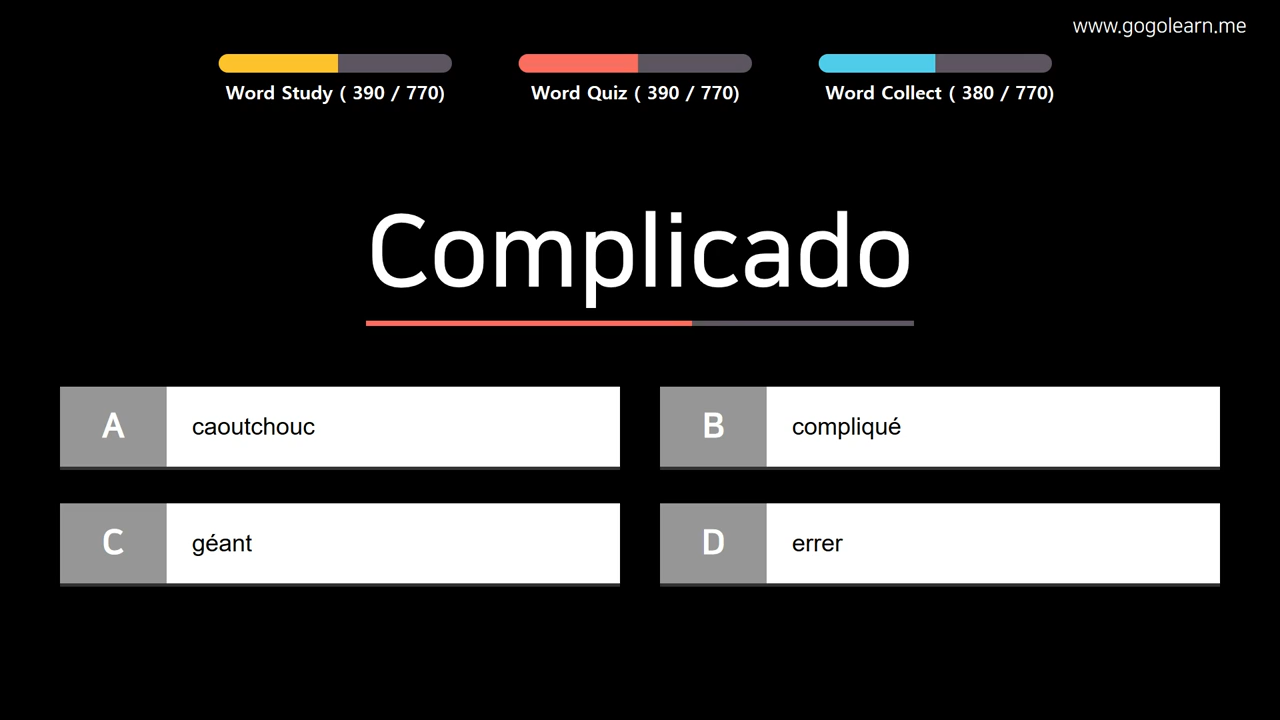 www.gogolearn.me
Word Study ( 390 / 770)
Word Quiz ( 390 / 770)
Word Collect ( 380 / 770)
Complicado
A caoutchouc
B compliqué
C géant
D errer